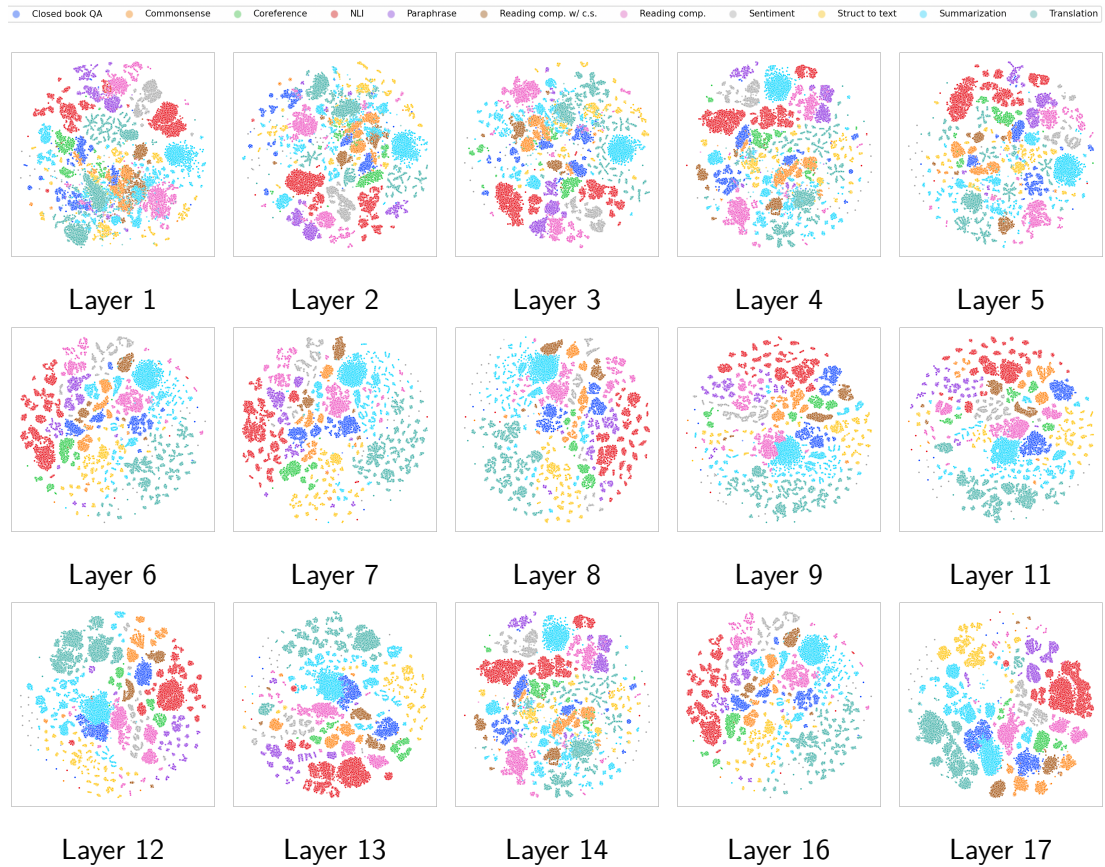 Closed book QA Commonsense Coreference NLI Paraphrase Reading comp. w/ c.s. Reading comp. Sentiment Struct to text Summarization Translation
Layer 1 Layer 2 Layer 3 Layer 4 Layer 5
Layer 6 Layer 7 Layer 8 Layer 9 Layer 11
Layer 12 Layer 13 Layer 14 Layer 16 Layer 17